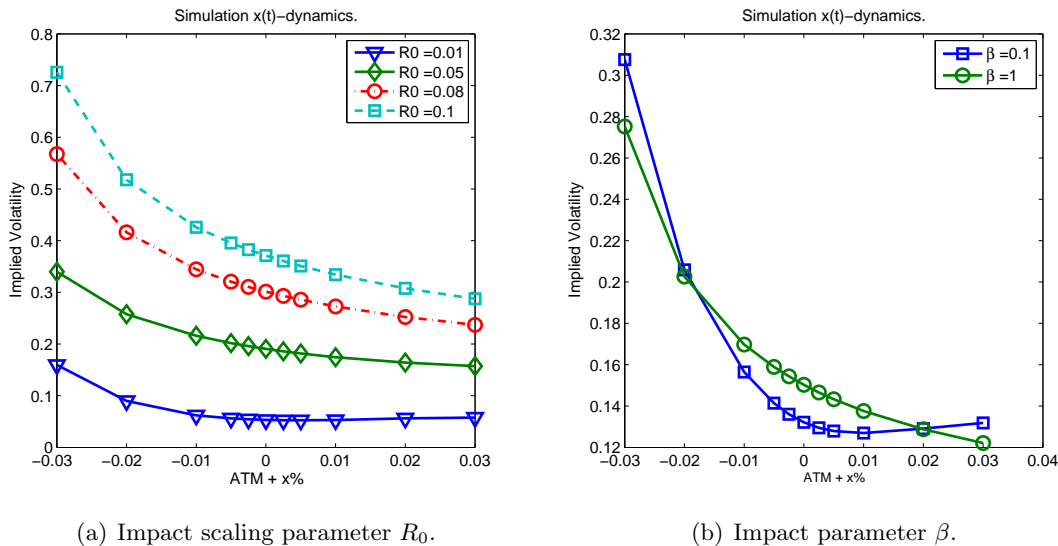 Simulation x(t)−dynamics.
0.8
0.7
0.6
0.5
0.4
0.3
0.2
0.1
0
Implied Volatility
R0 =0.01
R0 =0.05
R0 =0.08
R0 =0.1
−0.03 −0.02 −0.01 0 0.01 0.02 0.03
ATM + x%
(a) Impact scaling parameter R₀.
Simulation x(t)−dynamics.
0.32
0.3
0.28
0.26
0.24
0.22
0.2
0.18
0.16
0.14
0.12
Implied Volatility
β =0.1
β =1
−0.03 −0.02 −0.01 0 0.01 0.02 0.03 0.04
ATM + x%
(b) Impact parameter β.